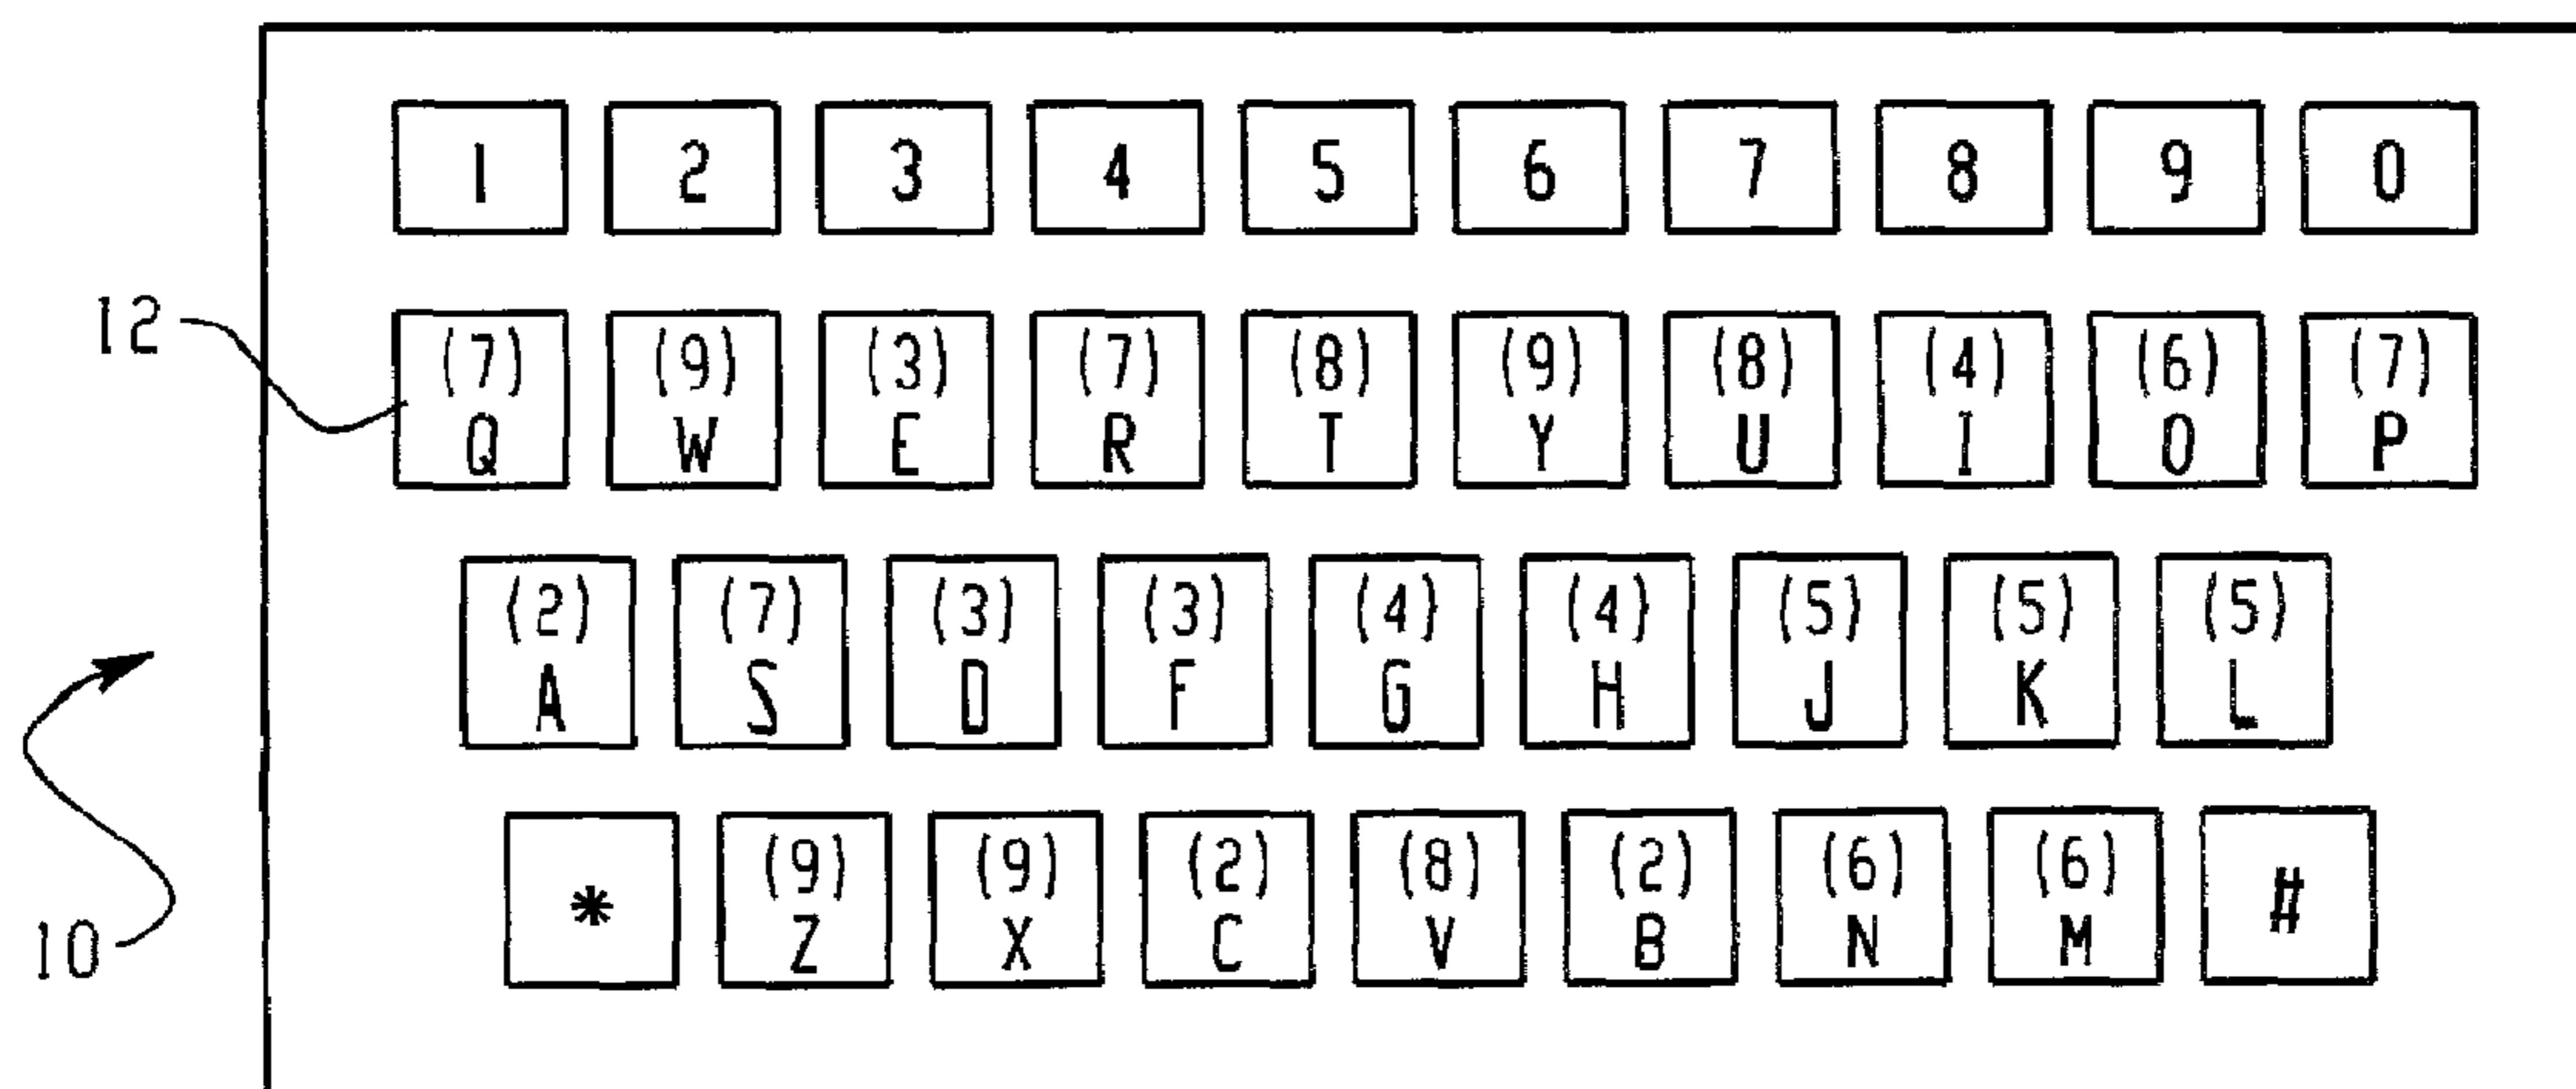 1 2 3 4 5 6 7 8 9 0
12
(7) (9) (3) (7) (8) (9) (8) (4) (6) (7)
Q W E R T Y U I O P
(2) (7) (3) (3) (4) (4) (5) (5) (5)
A S D F G H J K L
(9) (9) (2) (8) (2) (6) (6)
* Z X C V B N M #
10